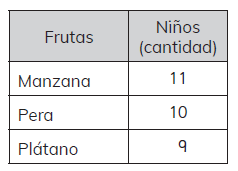 Frutas Niños
(cantidad)
Manzana 11
Pera 10
Plátano 9